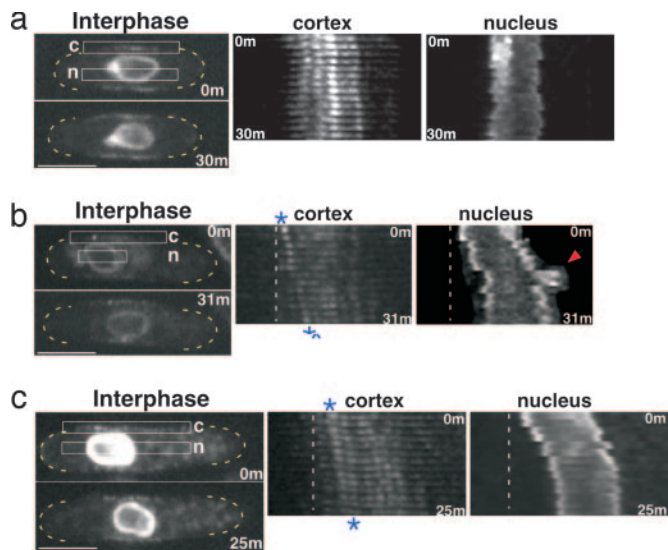 a
Interphase cortex nucleus
c
n
0m
30m
0m
30m
0m
30m
b
Interphase cortex nucleus
0m
c
n
31m
*
0m
31m
*
0m
31m
c
Interphase cortex nucleus
c
n
0m
25m
*
0m
25m
*
0m
25m